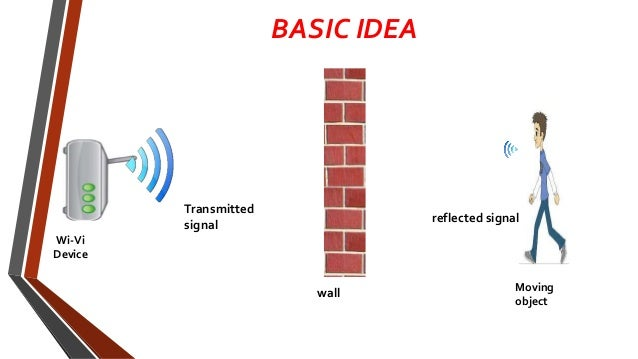 BASIC IDEA
Transmitted
signal
reflected signal
Wi-Vi
Device
wall
Moving
object